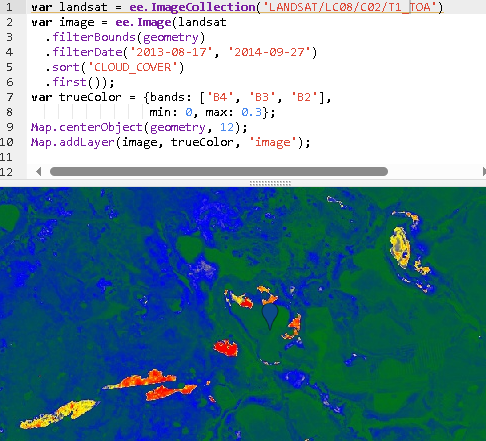 1 var landsat = ee.ImageCollection('LANDSAT/LC08/C02/T1_TOA')
2 var image = ee.Image(landsat
3 .filterBounds(geometry)
4 .filterDate('2013-08-17', '2014-09-27')
5 .sort('CLOUD_COVER')
6 .first());
7 var trueColor = {bands: ['B4', 'B3', 'B2'],
8 min: 0, max: 0.3};
9 Map.centerObject(geometry, 12);
10 Map.addLayer(image, trueColor, 'image');
11
12